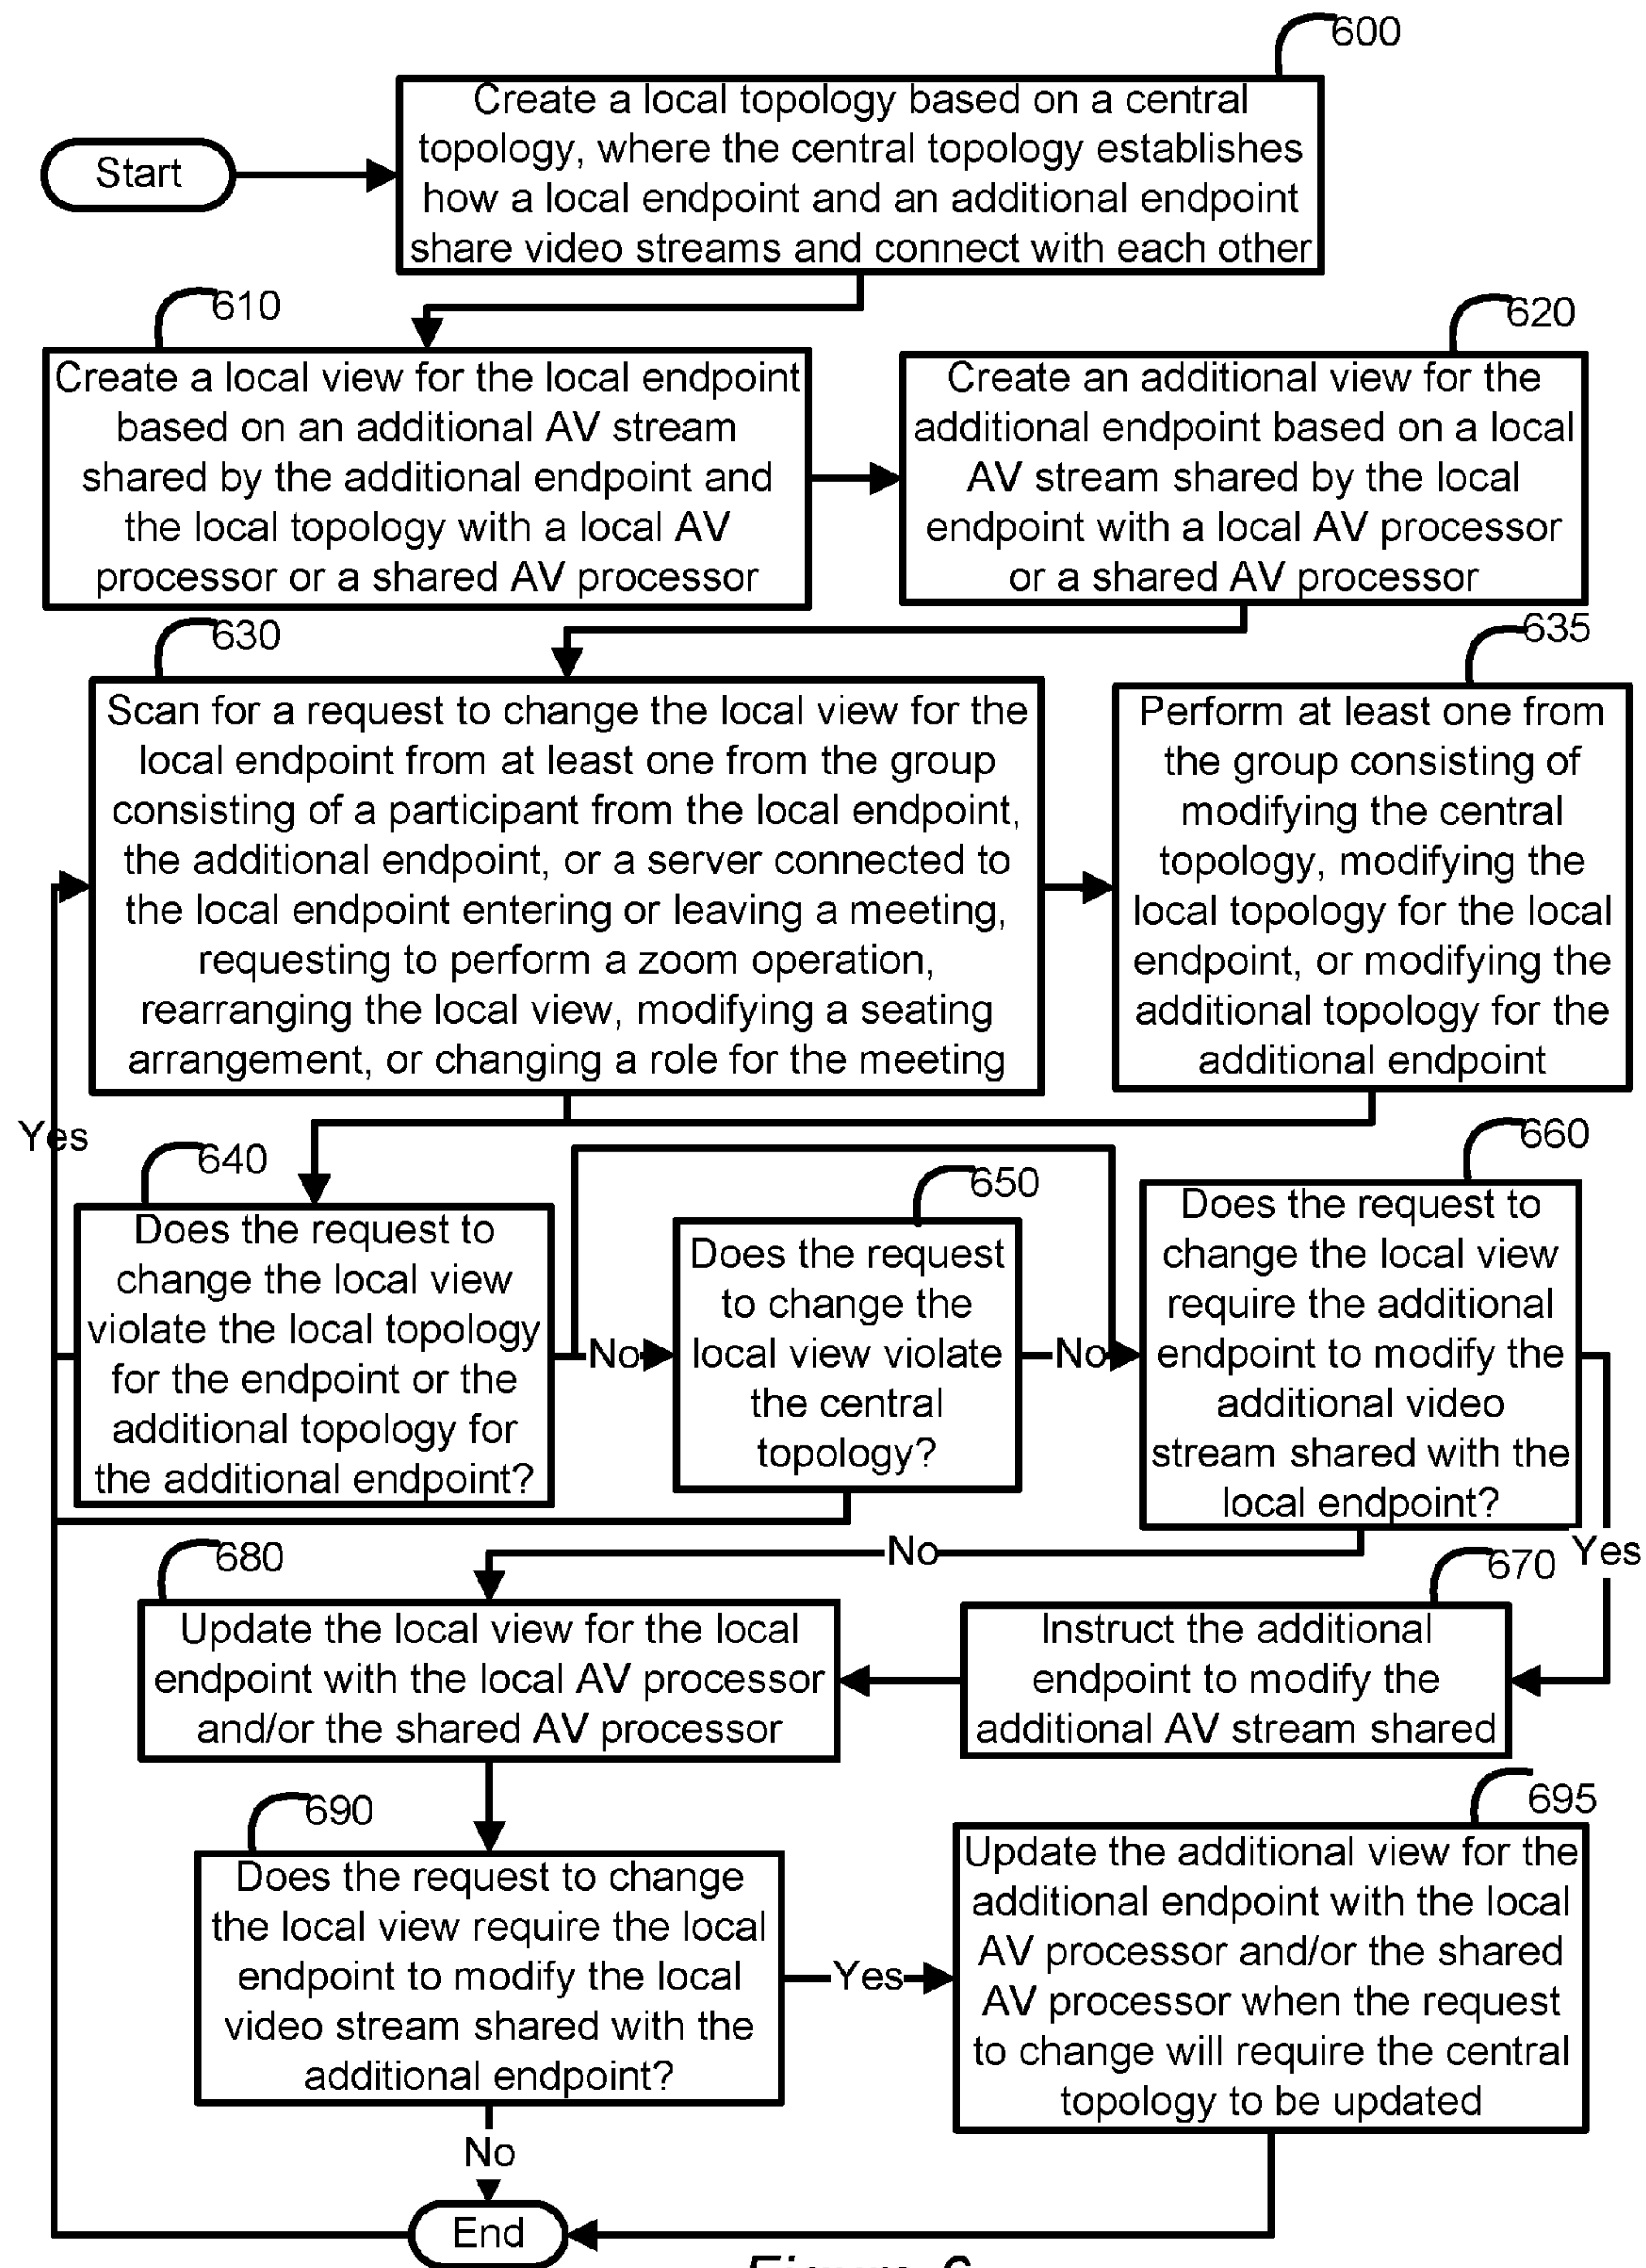 600
Create a local topology based on a central
topology, where the central topology establishes
how a local endpoint and an additional endpoint
share video streams and connect with each other
Start
610
Create a local view for the local endpoint
based on an additional AV stream
shared by the additional endpoint and
the local topology with a local AV
processor or a shared AV processor
620
Create an additional view for the
additional endpoint based on a local
AV stream shared by the local
endpoint with a local AV processor
or a shared AV processor
630
Scan for a request to change the local view for the
local endpoint from at least one from the group
consisting of a participant from the local endpoint,
the additional endpoint, or a server connected to
the local endpoint entering or leaving a meeting,
requesting to perform a zoom operation,
rearranging the local view, modifying a seating
arrangement, or changing a role for the meeting
635
Perform at least one from
the group consisting of
modifying the central
topology, modifying the
local topology for the local
endpoint, or modifying the
additional topology for the
additional endpoint
Yes
640
Does the request to
change the local view
violate the local topology
for the endpoint or the
additional topology for
the additional endpoint?
No
650
Does the request
to change the
local view violate
the central
topology?
No
660
Does the request to
change the local view
require the additional
endpoint to modify the
additional video
stream shared with the
local endpoint?
No
Yes
670
Instruct the additional
endpoint to modify the
additional AV stream shared
680
Update the local view for the local
endpoint with the local AV processor
and/or the shared AV processor
690
Does the request to change
the local view require the local
endpoint to modify the local
video stream shared with the
additional endpoint?
Yes
695
Update the additional view for the
additional endpoint with the local
AV processor and/or the shared
AV processor when the request
to change will require the central
topology to be updated
No
End
Figure 6